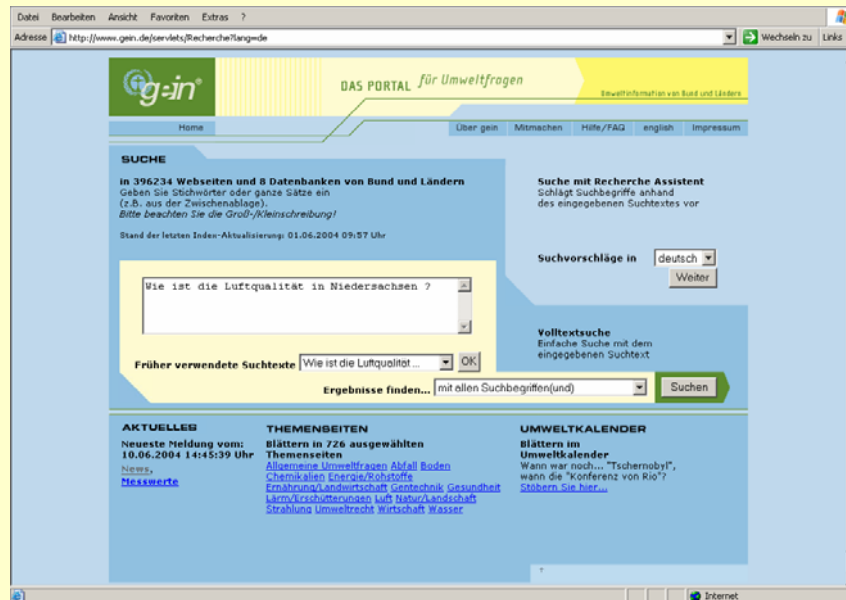 Datei Bearbeiten Ansicht Favoriten Extras ?
Adresse http://www.gein.de/servlets/Recherche?lang=de Wechseln zu Links
gein®
DAS PORTAL für Umweltfragen
Umweltinformation von Bund und Ländern
Home Über gein Mitmachen Hilfe/FAQ english Impressum
SUCHE
in 396234 Webseiten und 8 Datenbanken von Bund und Ländern
Geben Sie Stichwörter oder ganze Sätze ein
(z.B. aus der Zwischenablage).
Bitte beachten Sie die Groß-/Kleinschreibung!
Stand der letzten Index-Aktualisierung: 01.06.2004 09:57 Uhr
Suche mit Recherche Assistent
Schlägt Suchbegriffe anhand
des eingegebenen Suchtextes vor
Suchvorschläge in deutsch
Weiter
Wie ist die Luftqualität in Niedersachsen ?
Früher verwendete Suchtexte Wie ist die Luftqualität ... OK
Volltextsuche
Einfache Suche mit dem
eingegebenen Suchtext
Ergebnisse finden... mit allen Suchbegriffen(und) Suchen
AKTUELLES
Neueste Meldung vom:
10.06.2004 14:45:39 Uhr
News,
Messwerte
THEMENSEITEN
Blättern in 726 ausgewählten
Themenseiten
Allgemeine Umweltfragen Abfall Boden
Chemikalien Energie/Rohstoffe
Ernährung/Landwirtschaft Gentechnik Gesundheit
Lärm/Erschütterungen Luft Natur/Landschaft
Strahlung Umweltrecht Wirtschaft Wasser
UMWELTKALENDER
Blättern im
Umweltkalender
Wann war noch... "Tschernobyl",
wann die "Konferenz von Rio"?
Stöbern Sie hier...
Internet